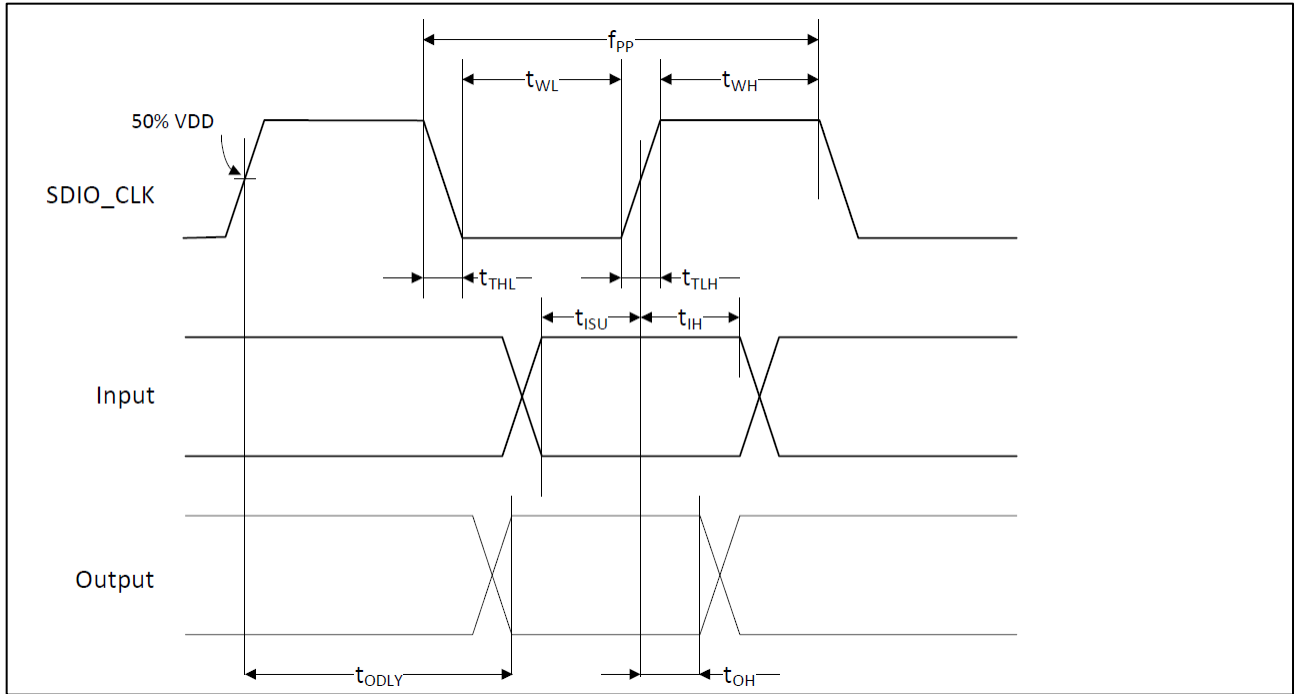 fPP
tWL
tWH
50% VDD
SDIO_CLK
tTHL
tTLH
tISU
tIH
Input
Output
tODLY
tOH